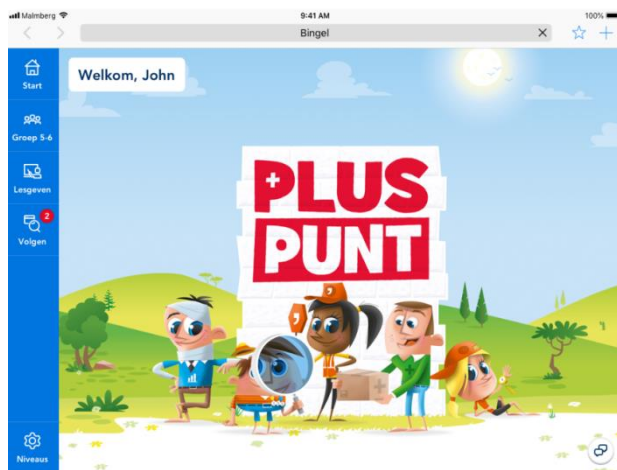 Malmberg
9:41 AM
100%
Bingel
Start
Welkom, John
Groep 5-6
Lesgeven
2
Volgen
PLUS
PUNT
Niveaus